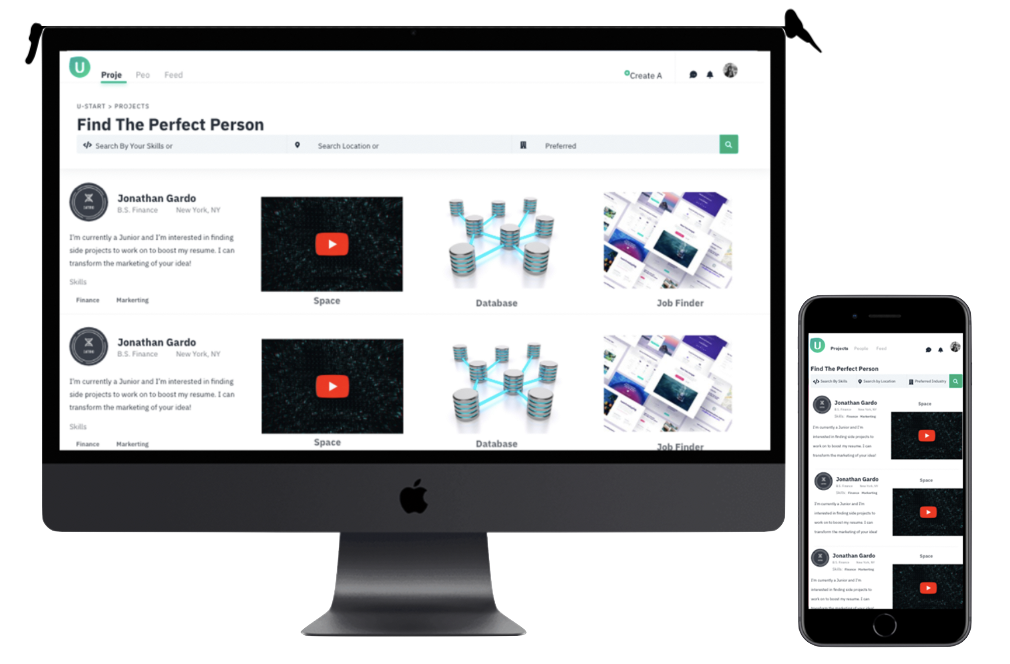 U
Proje
Peo
Feed
Create A
U-START > PROJECTS
Find The Perfect Person
Search By Your Skills or
Search Location or
Preferred
Jonathan Gardo
B.S. Finance New York, NY
I'm currently a Junior and I'm interested in finding
side projects to work on to boost my resume. I can
transform the marketing of your idea!
Skills
Finance Marketing
Space
Database
Job Finder
Jonathan Gardo
B.S. Finance New York, NY
I'm currently a Junior and I'm interested in finding
side projects to work on to boost my resume. I can
transform the marketing of your idea!
Skills
Finance Marketing
Space
Database
Job Finder
U
Projects People Feed
Find The Perfect Person
Search By Skills
Search by Location
Preferred Industry
Jonathan Gardo
B.S. Finance New York, NY
Skills Finance Marketing
I'm currently a Junior and I'm
interested in finding side projects to
work on to boost my resume. I can
transform the marketing of your idea!
Space
Jonathan Gardo
B.S. Finance New York, NY
Skills Finance Marketing
I'm currently a Junior and I'm
interested in finding side projects to
work on to boost my resume. I can
transform the marketing of your idea!
Space
Jonathan Gardo
B.S. Finance New York, NY
Skills Finance Marketing
I'm currently a Junior and I'm
interested in finding side projects to
work on to boost my resume. I can
transform the marketing of your idea!
Space